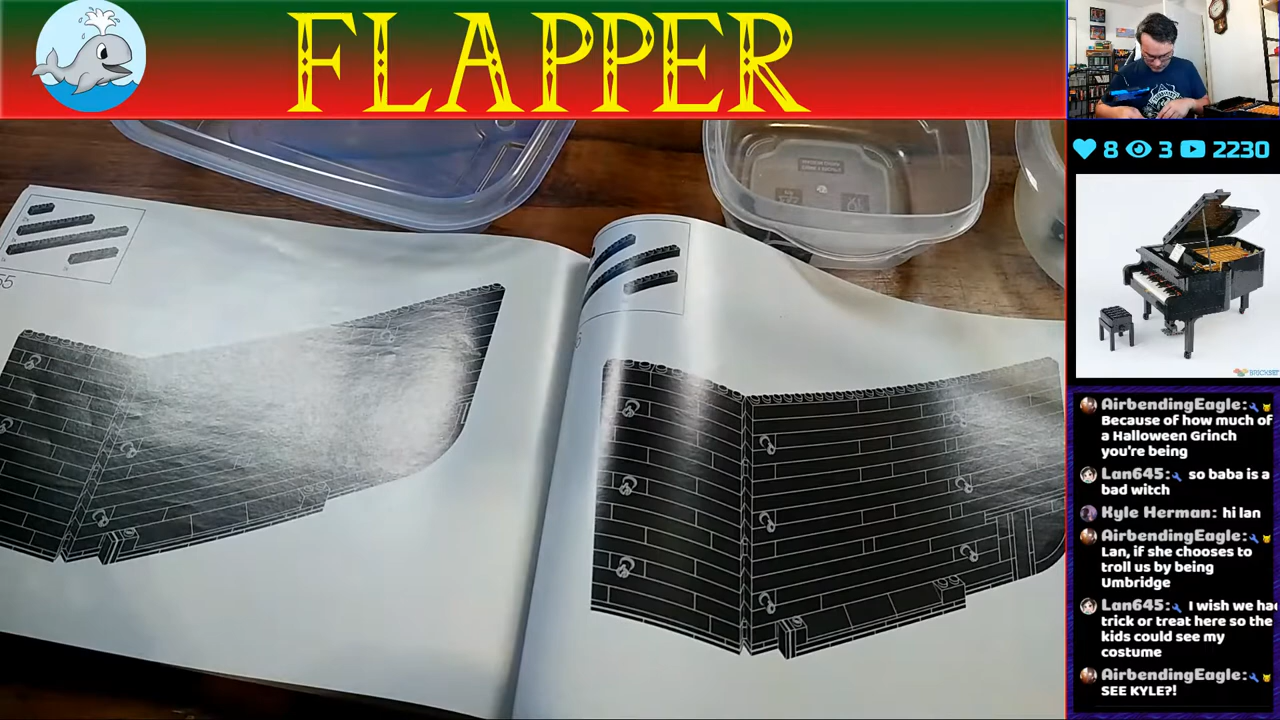 FLAPPER
8 3 2230
BRICKSET
AirbendingEagle:
Because of how much of
a Halloween Grinch
you're being
Lan645: so baba is a
bad witch
Kyle Herman: hi lan
AirbendingEagle:
Lan, if she chooses to
troll us by being
Umbridge
Lan645: I wish we had
trick or treat here so the
kids could see my
costume
AirbendingEagle:
SEE KYLE?!